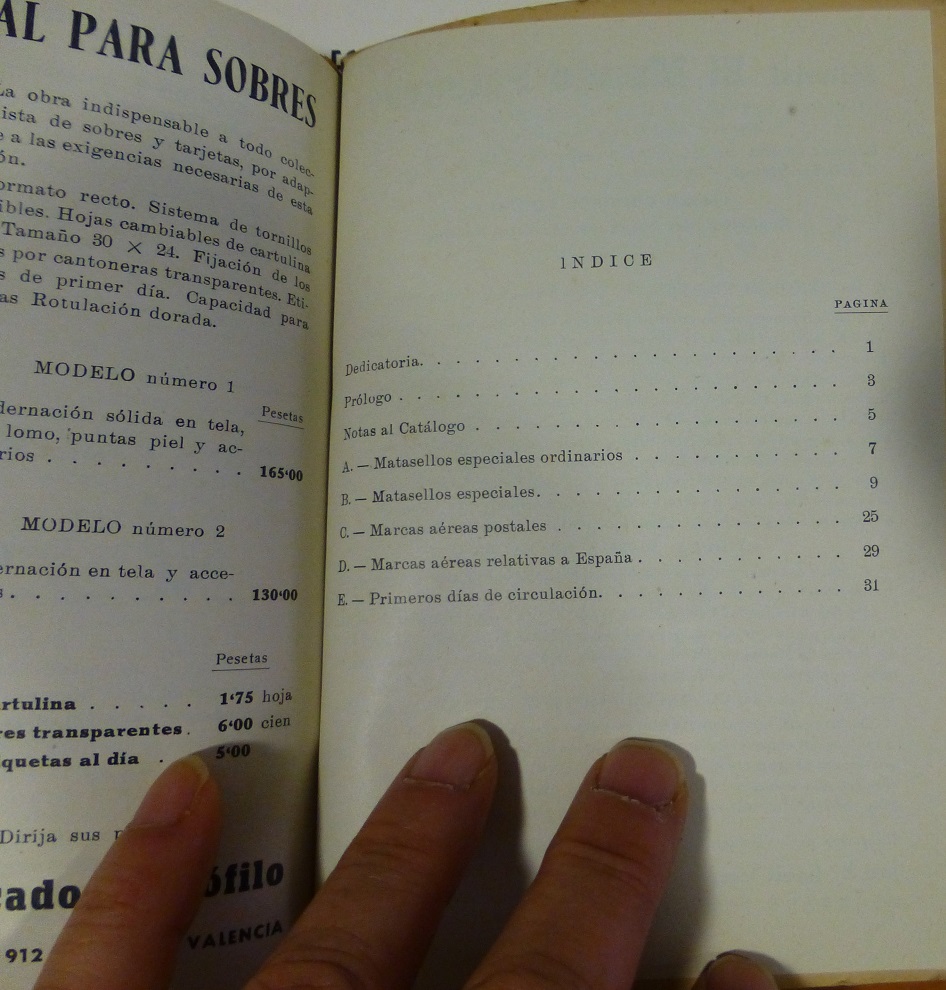 AL PARA SOBRES
La obra indispensable a todo colec-
ista de sobres y tarjetas, por adap-
e a las exigencias necesarias de esta
ón.
ormato recto. Sistema de tornillos
ibles. Hojas cambiables de cartulina
Tamaño 30 × 24. Fijación de los
s por cantoneras transparentes. Eti-
s de primer día. Capacidad para
as Rotulación dorada.
MODELO número 1
Pesetas
dernación sólida en tela,
lomo, puntas piel y ac-
rios . . . . . . . . 165'00
MODELO número 2
ernación en tela y acce-
s . . . . . . . . . 130'00
Pesetas
artulina . . . . . 1'75 hoja
res transparentes . 6'00 cien
quetas al día . 5'00
Dirija sus
cado ófilo
912 VALENCIA
INDICE
PAGINA
Dedicatoria. . . . . . . . . . . . . . . . . . . 1
Prólogo . . . . . . . . . . . . . . . . . . . . 3
Notas al Catálogo . . . . . . . . . . . . . . . . 5
A. — Matasellos especiales ordinarios . . . . . . . . . 7
B. — Matasellos especiales. . . . . . . . . . . . . 9
C. — Marcas aéreas postales . . . . . . . . . . . . 25
D. — Marcas aéreas relativas a España . . . . . . . . . 29
E. — Primeros días de circulación. . . . . . . . . . . 31